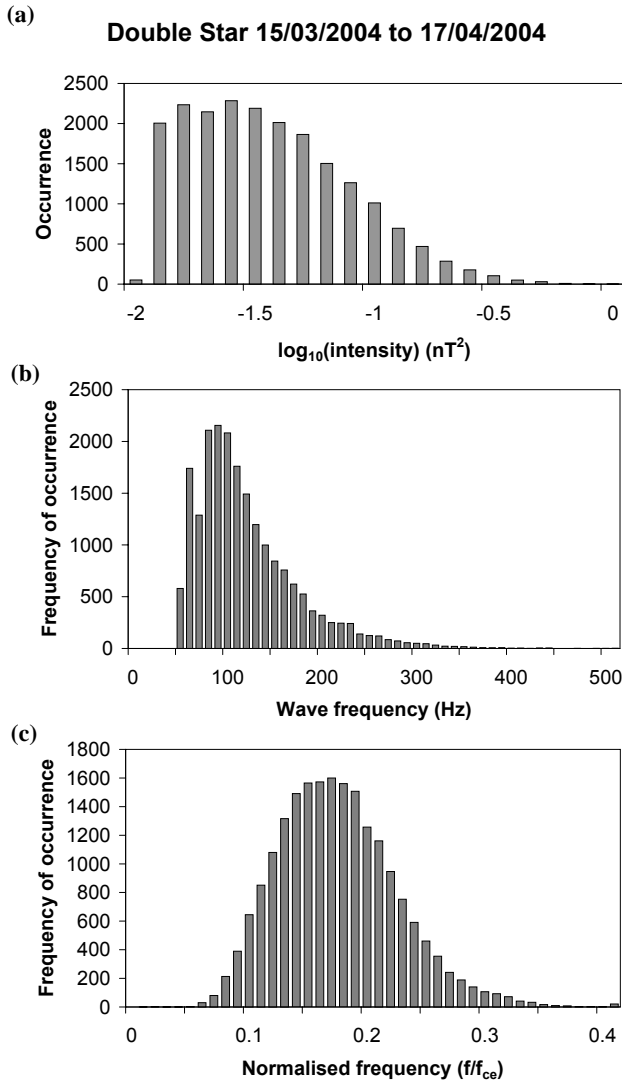 (a)
Double Star 15/03/2004 to 17/04/2004
2500
2000
1500
1000
500
0
Occurrence
-2 -1.5 -1 -0.5 0
log₁₀(intensity) (nT²)
(b)
2500
2000
1500
1000
500
0
Frequency of occurrence
0 100 200 300 400 500
Wave frequency (Hz)
(c)
1800
1600
1400
1200
1000
800
600
400
200
0
Frequency of occurrence
0 0.1 0.2 0.3 0.4
Normalised frequency (f/fce)